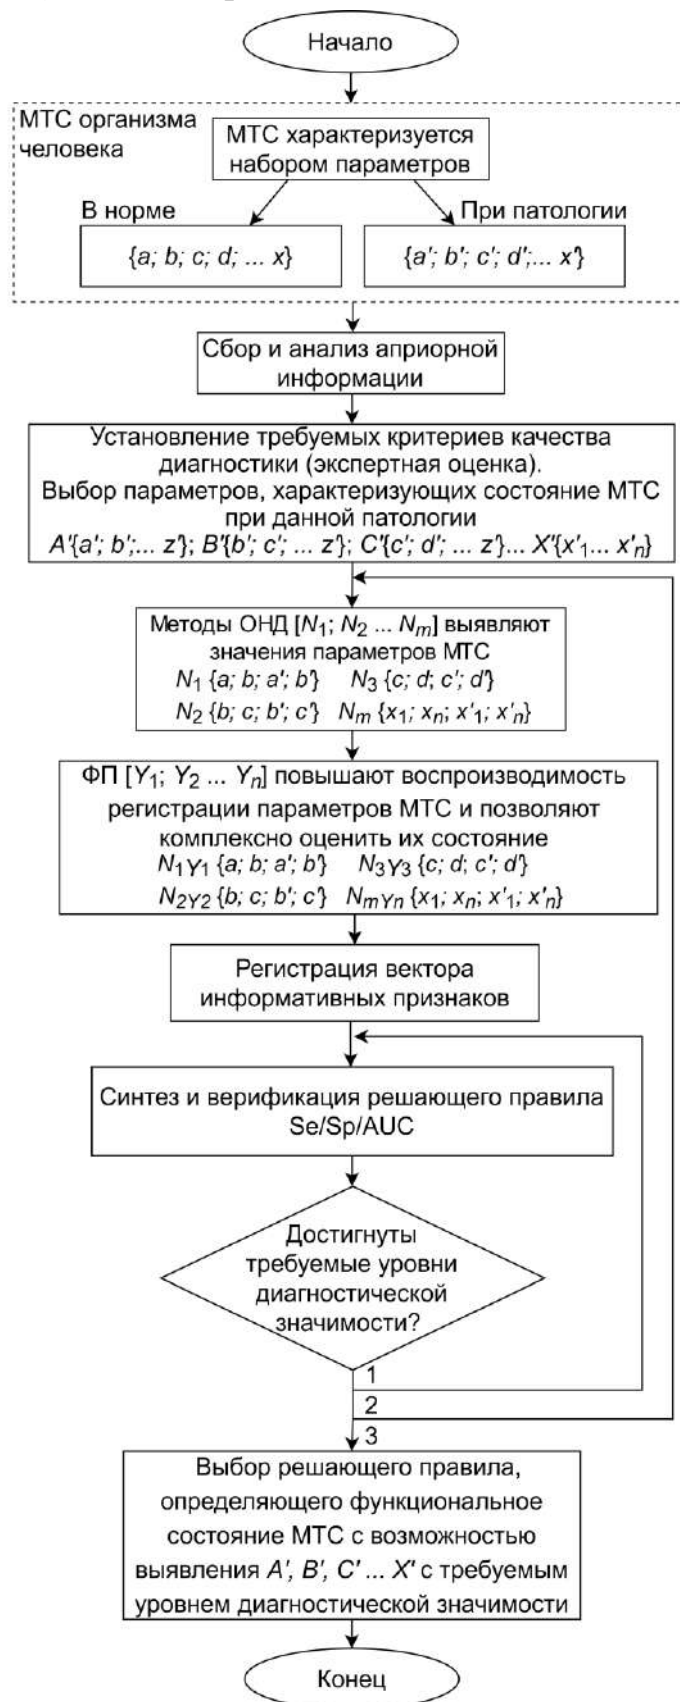 Начало
МТС организма
человека
МТС характеризуется
набором параметров
В норме
При патологии
{a; b; c; d; ... x}
{a'; b'; c'; d';... x'}
Сбор и анализ априорной
информации
Установление требуемых критериев качества
диагностики (экспертная оценка).
Выбор параметров, характеризующих состояние МТС
при данной патологии
A'{a'; b';... z'}; B'{b'; c'; ... z'}; C'{c'; d'; ... z'}... X'{x'₁... x'ₙ}
Методы ОНД [N₁; N₂ ... Nₘ] выявляют
значения параметров МТС
N₁ {a; b; a'; b'} N₃ {c; d; c'; d'}
N₂ {b; c; b'; c'} Nₘ {x₁; xₙ; x'₁; x'ₙ}
ФП [Y₁; Y₂ ... Yₙ] повышают воспроизводимость
регистрации параметров МТС и позволяют
комплексно оценить их состояние
N₁Y₁ {a; b; a'; b'} N₃Y₃ {c; d; c'; d'}
N₂Y₂ {b; c; b'; c'} NₘYₙ {x₁; xₙ; x'₁; x'ₙ}
Регистрация вектора
информативных признаков
Синтез и верификация решающего правила
Se/Sp/AUC
Достигнуты
требуемые уровни
диагностической
значимости?
1
2
3
Выбор решающего правила,
определяющего функциональное
состояние МТС с возможностью
выявления A', B', C' ... X' с требуемым
уровнем диагностической значимости
Конец